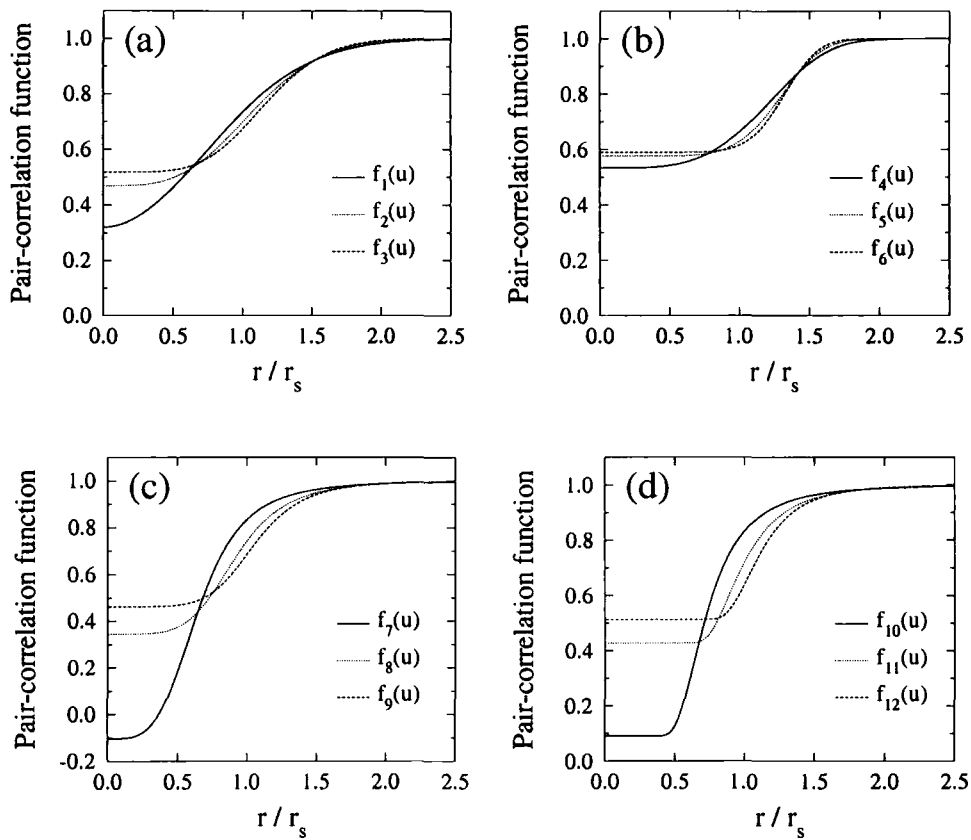 (a)
Pair-correlation function
1.0
0.8
0.6
0.4
0.2
0.0
f1(u)
f2(u)
f3(u)
0.0 0.5 1.0 1.5 2.0 2.5
r / rs
(b)
Pair-correlation function
1.0
0.8
0.6
0.4
0.2
0.0
f4(u)
f5(u)
f6(u)
0.0 0.5 1.0 1.5 2.0 2.5
r / rs
(c)
Pair-correlation function
1.0
0.8
0.6
0.4
0.2
0.0
-0.2
f7(u)
f8(u)
f9(u)
0.0 0.5 1.0 1.5 2.0 2.5
r / rs
(d)
Pair-correlation function
1.0
0.8
0.6
0.4
0.2
0.0
f10(u)
f11(u)
f12(u)
0.0 0.5 1.0 1.5 2.0 2.5
r / rs